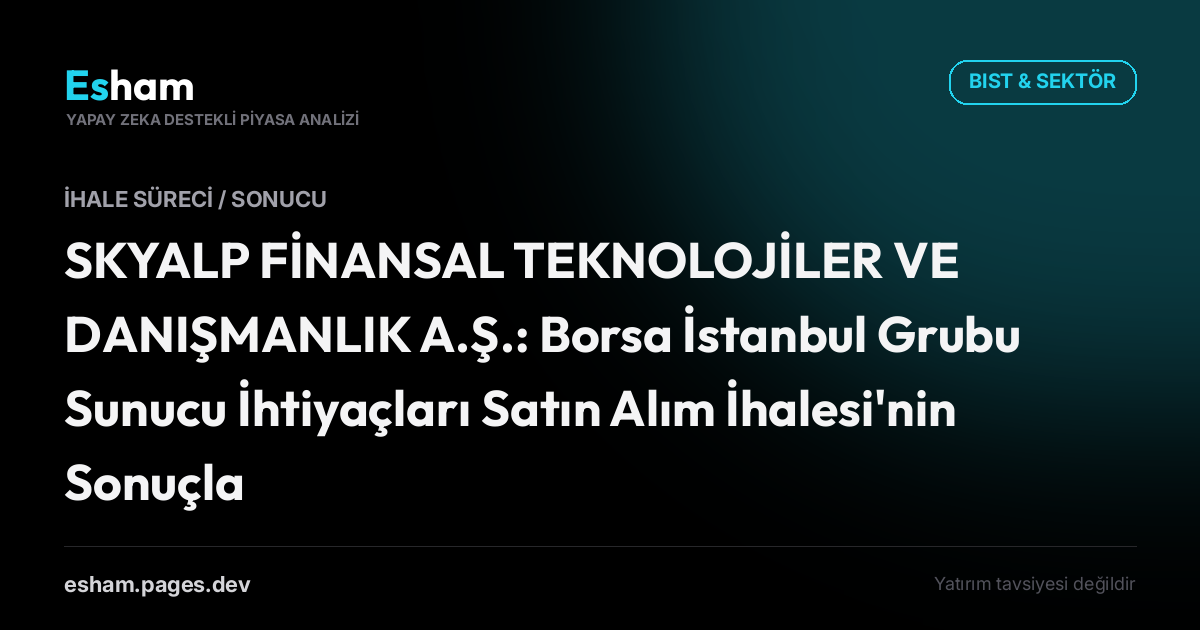 Esham
BIST & SEKTÖR
YAPAY ZEKA DESTEKLİ PİYASA ANALİZİ
İHALE SÜRECİ / SONUCU
SKYALP FİNANSAL TEKNOLOJİLER VE
DANIŞMANLIK A.Ş.: Borsa İstanbul Grubu
Sunucu İhtiyaçları Satın Alım İhalesi'nin
Sonuçla
esham.pages.dev
Yatırım tavsiyesi değildir